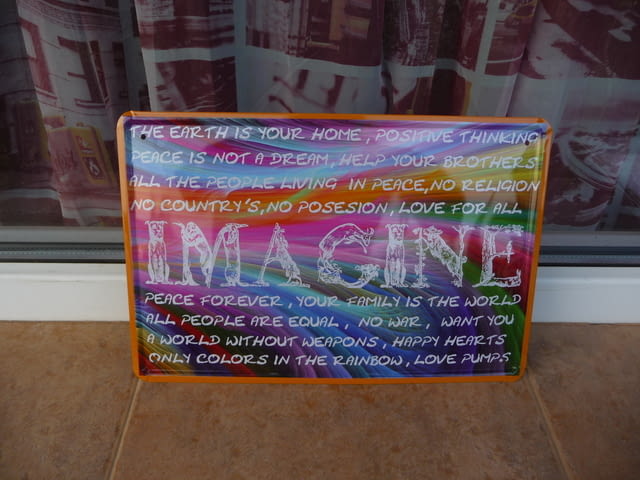 THE EARTH IS YOUR HOME, POSITIVE THINKING
PEACE IS NOT A DREAM, HELP YOUR BROTHERS
ALL THE PEOPLE LIVING IN PEACE, NO RELIGION
NO COUNTRY'S, NO POSESION, LOVE FOR ALL
IMAGINE
PEACE FOREVER, YOUR FAMILY IS THE WORLD
ALL PEOPLE ARE EQUAL, NO WAR, WANT YOU
A WORLD WITHOUT WEAPONS, HAPPY HEARTS
ONLY COLORS IN THE RAINBOW, LOVE PUMPS